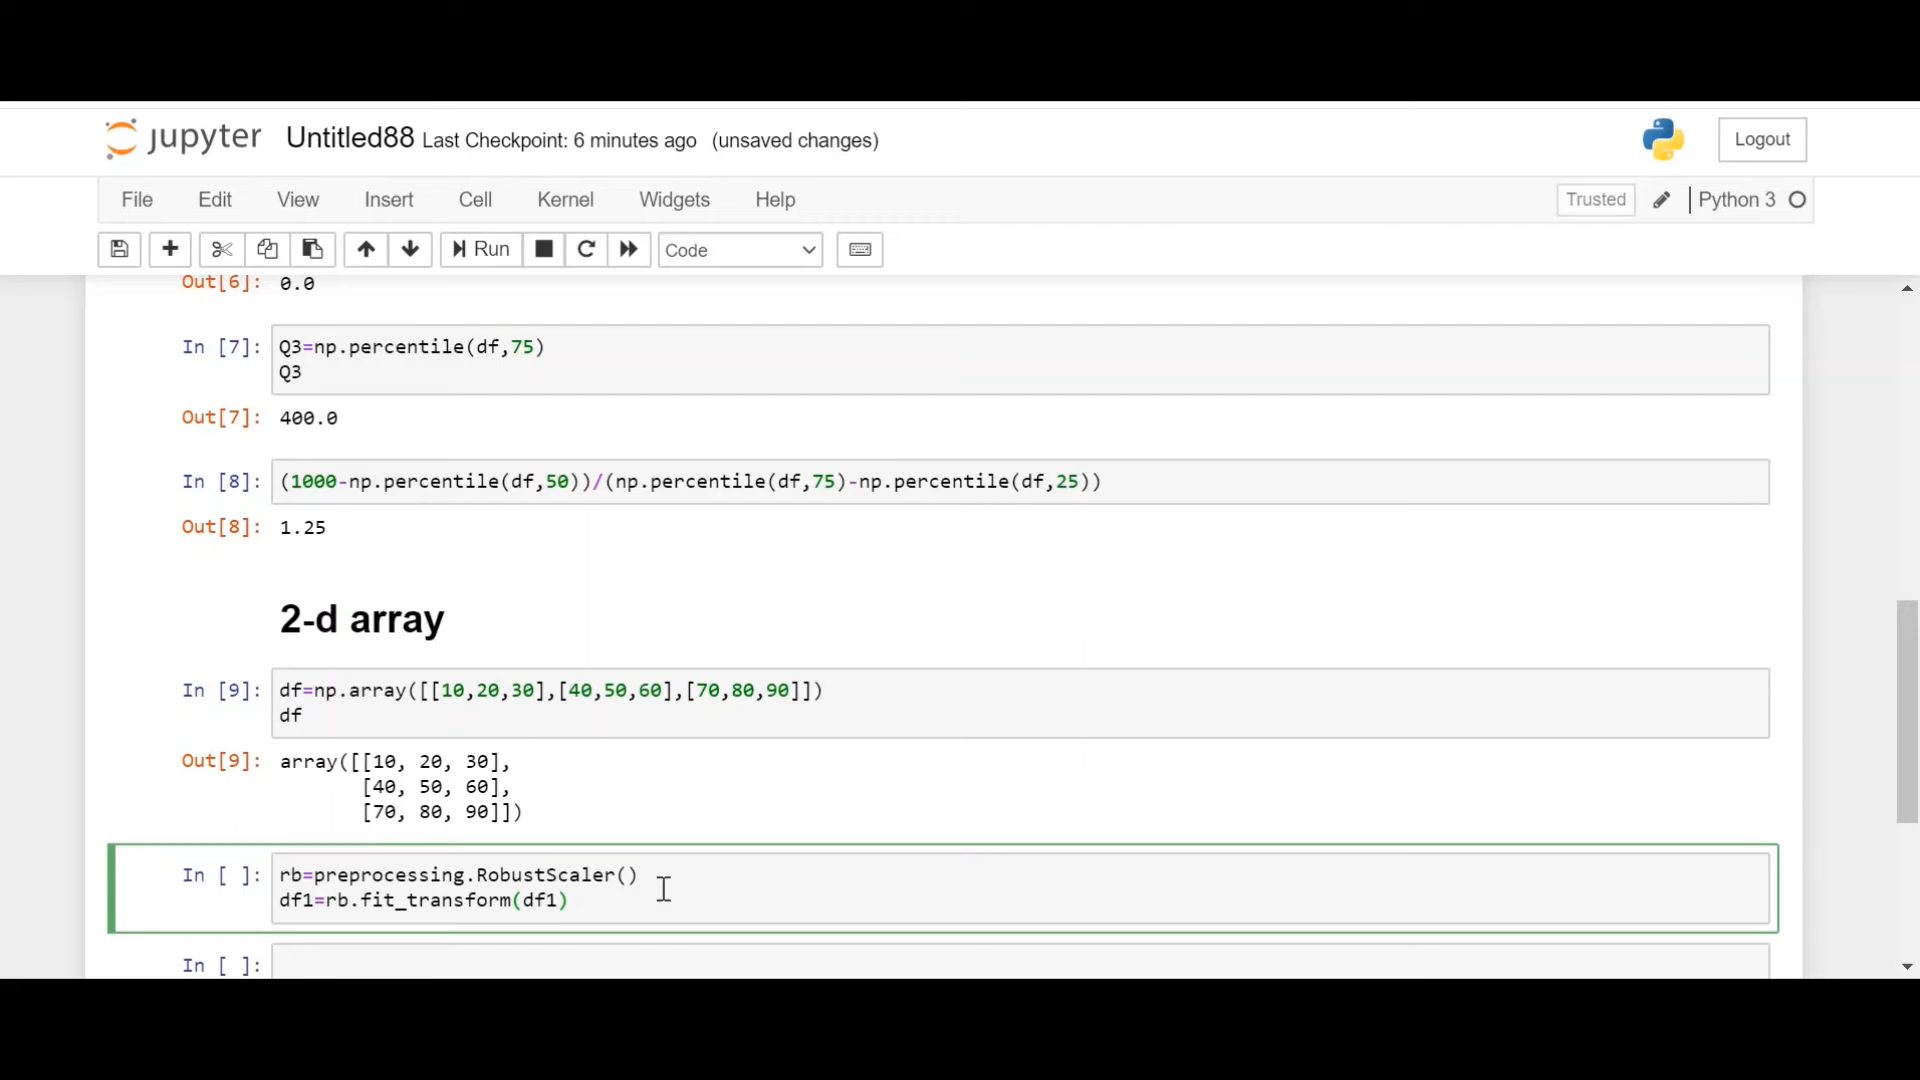 jupyter Untitled88 Last Checkpoint: 6 minutes ago (unsaved changes) Logout
File Edit View Insert Cell Kernel Widgets Help Trusted Python 3
Run Code
Out[6]: 0.0
In [7]: Q3=np.percentile(df,75)
Q3
Out[7]: 400.0
In [8]: (1000-np.percentile(df,50))/(np.percentile(df,75)-np.percentile(df,25))
Out[8]: 1.25
2-d array
In [9]: df=np.array([[10,20,30],[40,50,60],[70,80,90]])
df
Out[9]: array([[10, 20, 30],
[40, 50, 60],
[70, 80, 90]])
In [ ]: rb=preprocessing.RobustScaler()
df1=rb.fit_transform(df1)
In [ ]: